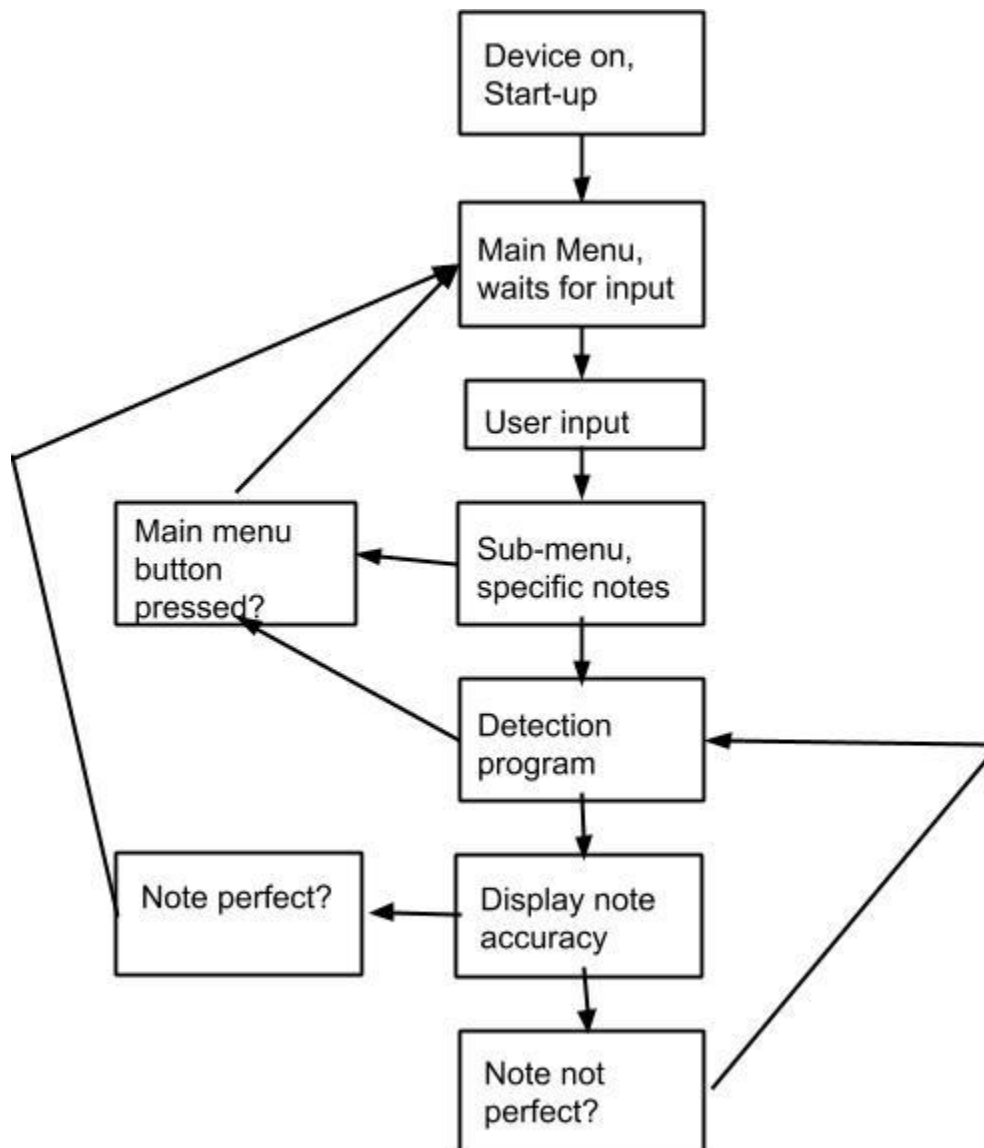 Device on,
Start-up
Main Menu,
waits for input
User input
Main menu
button
pressed?
Sub-menu,
specific notes
Detection
program
Note perfect?
Display note
accuracy
Note not
perfect?